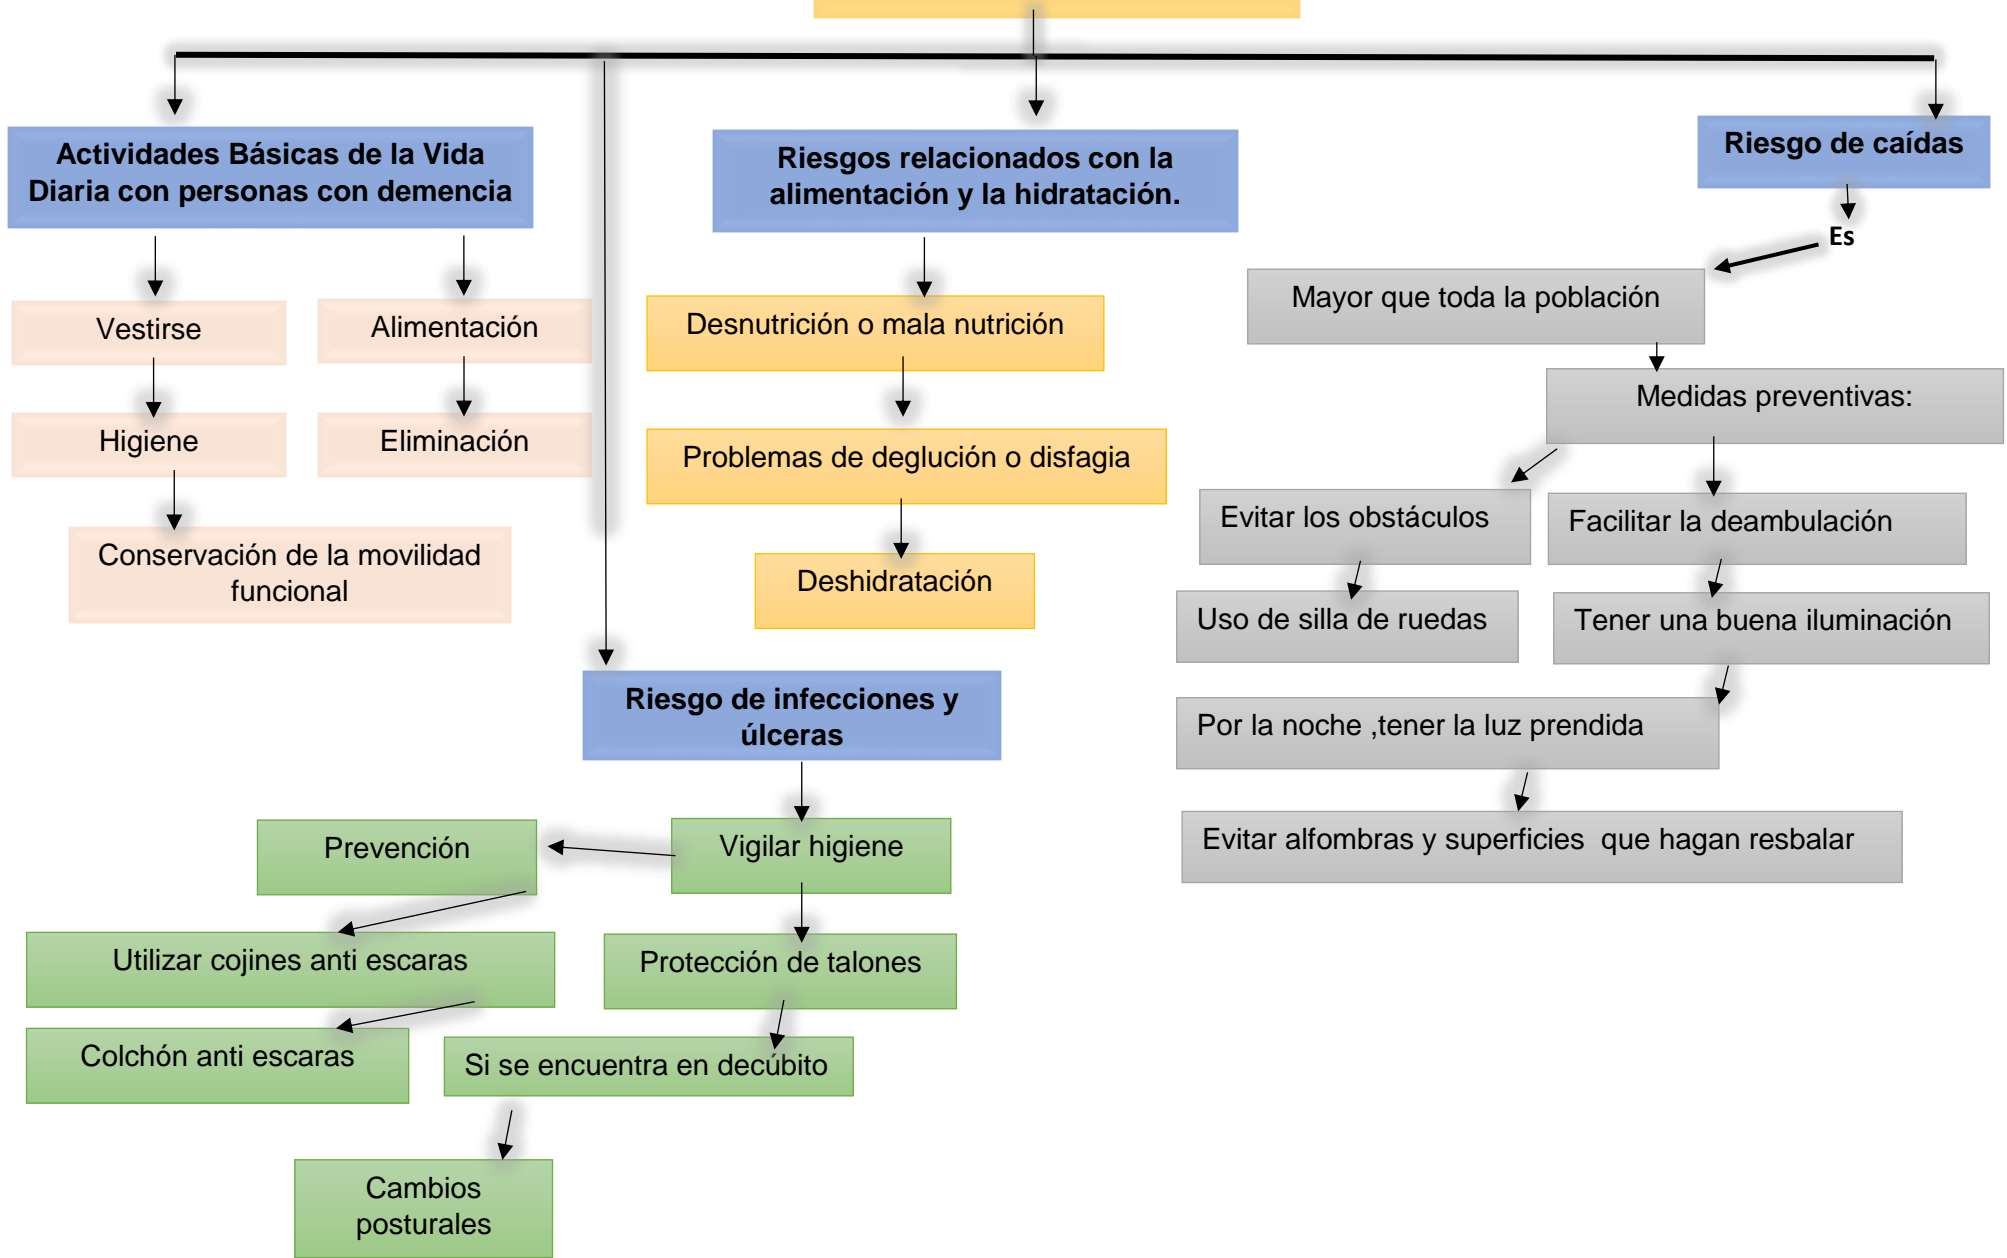 Actividades Básicas de la Vida
Diaria con personas con demencia
Vestirse
Alimentación
Higiene
Eliminación
Conservación de la movilidad
funcional
Riesgos relacionados con la
alimentación y la hidratación.
Desnutrición o mala nutrición
Problemas de deglución o disfagia
Deshidratación
Riesgo de caídas
Es
Mayor que toda la población
Medidas preventivas:
Evitar los obstáculos
Facilitar la deambulación
Uso de silla de ruedas
Tener una buena iluminación
Por la noche ,tener la luz prendida
Evitar alfombras y superficies  que hagan resbalar
Riesgo de infecciones y
úlceras
Prevención
Vigilar higiene
Utilizar cojines anti escaras
Protección de talones
Colchón anti escaras
Si se encuentra en decúbito
Cambios
posturales